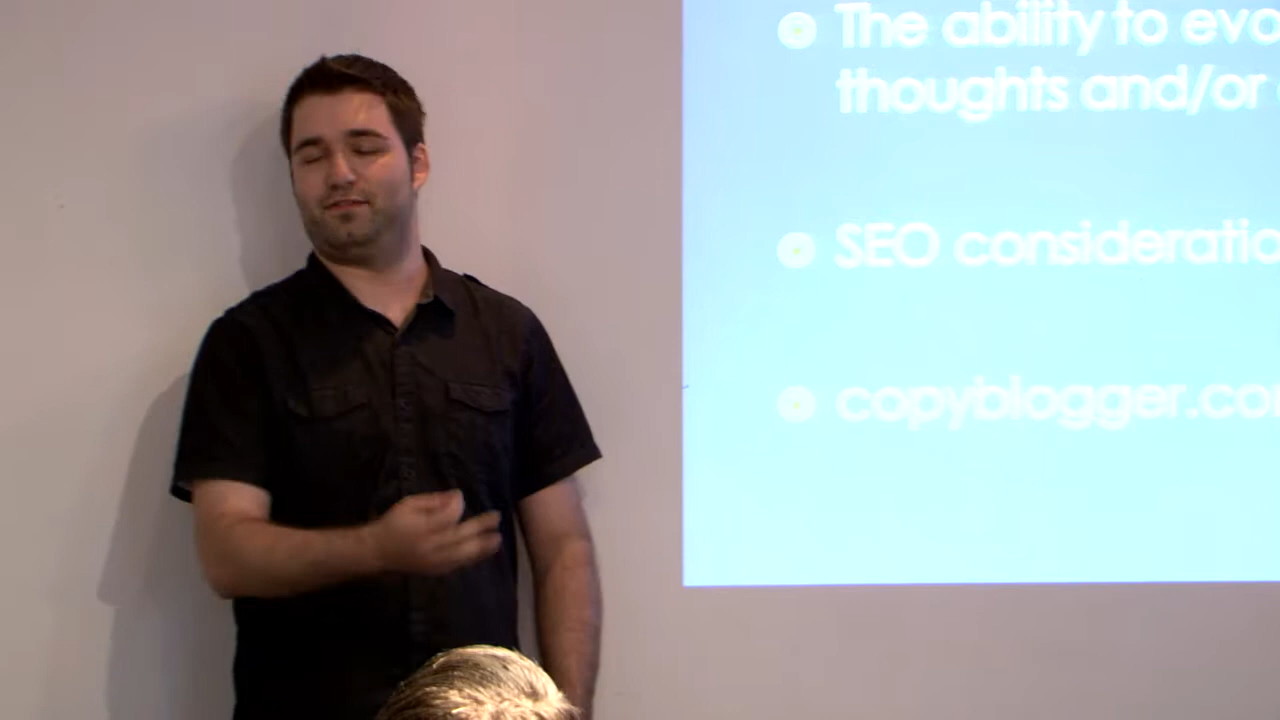 The ability to evo
thoughts and/or
SEO consideratio
copyblogger.co